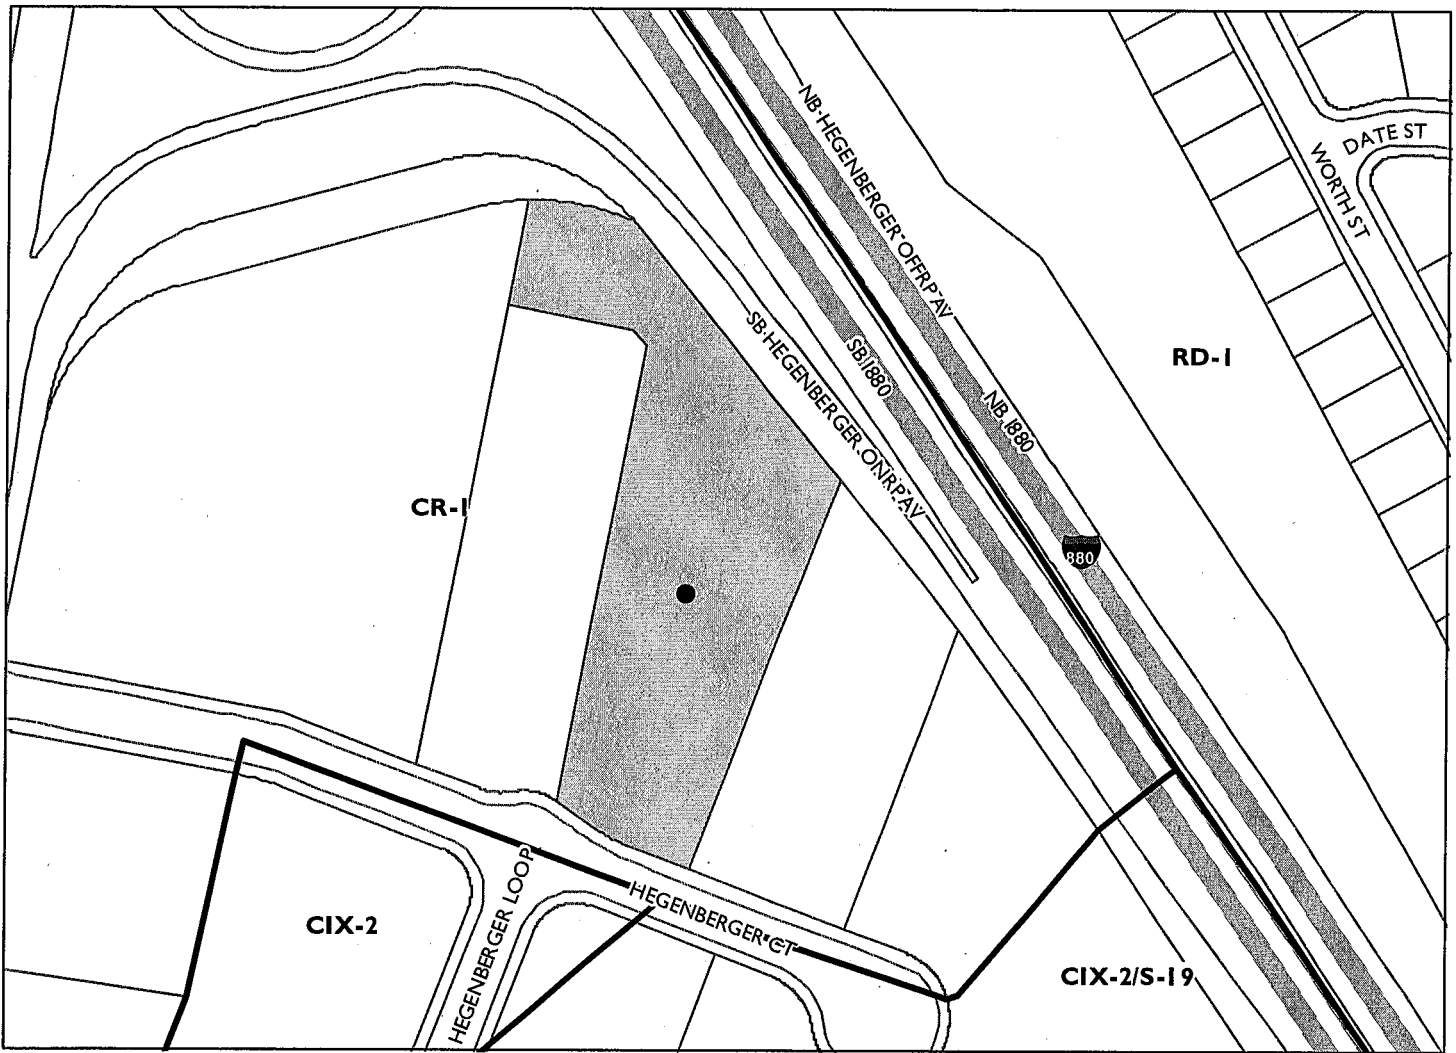 NB HEGENBERGER OFFRP AV
DATE ST
WORTH ST
SB HEGENBERGER ONRP AV
SB I880
NB I880
RD-1
CR-1
880
HEGENBERGER LOOP
HEGENBERGER CT
CIX-2
CIX-2/S-19